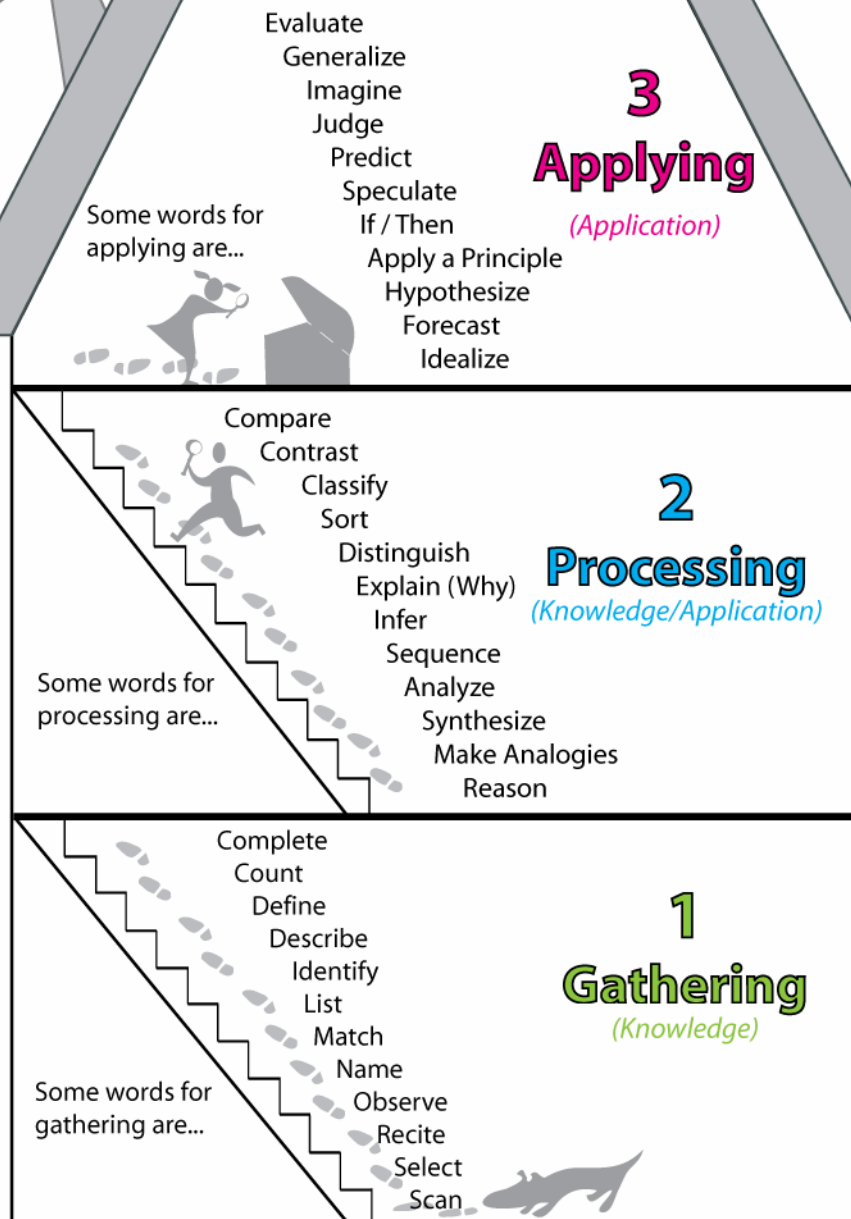 Evaluate
Generalize
Imagine
Judge
Predict
Speculate
If / Then
Apply a Principle
Hypothesize
Forecast
Idealize
3
Applying
(Application)
Some words for
applying are...
Compare
Contrast
Classify
Sort
Distinguish
Explain (Why)
Infer
Sequence
Analyze
Synthesize
Make Analogies
Reason
2
Processing
(Knowledge/Application)
Some words for
processing are...
Complete
Count
Define
Describe
Identify
List
Match
Name
Observe
Recite
Select
Scan
1
Gathering
(Knowledge)
Some words for
gathering are...